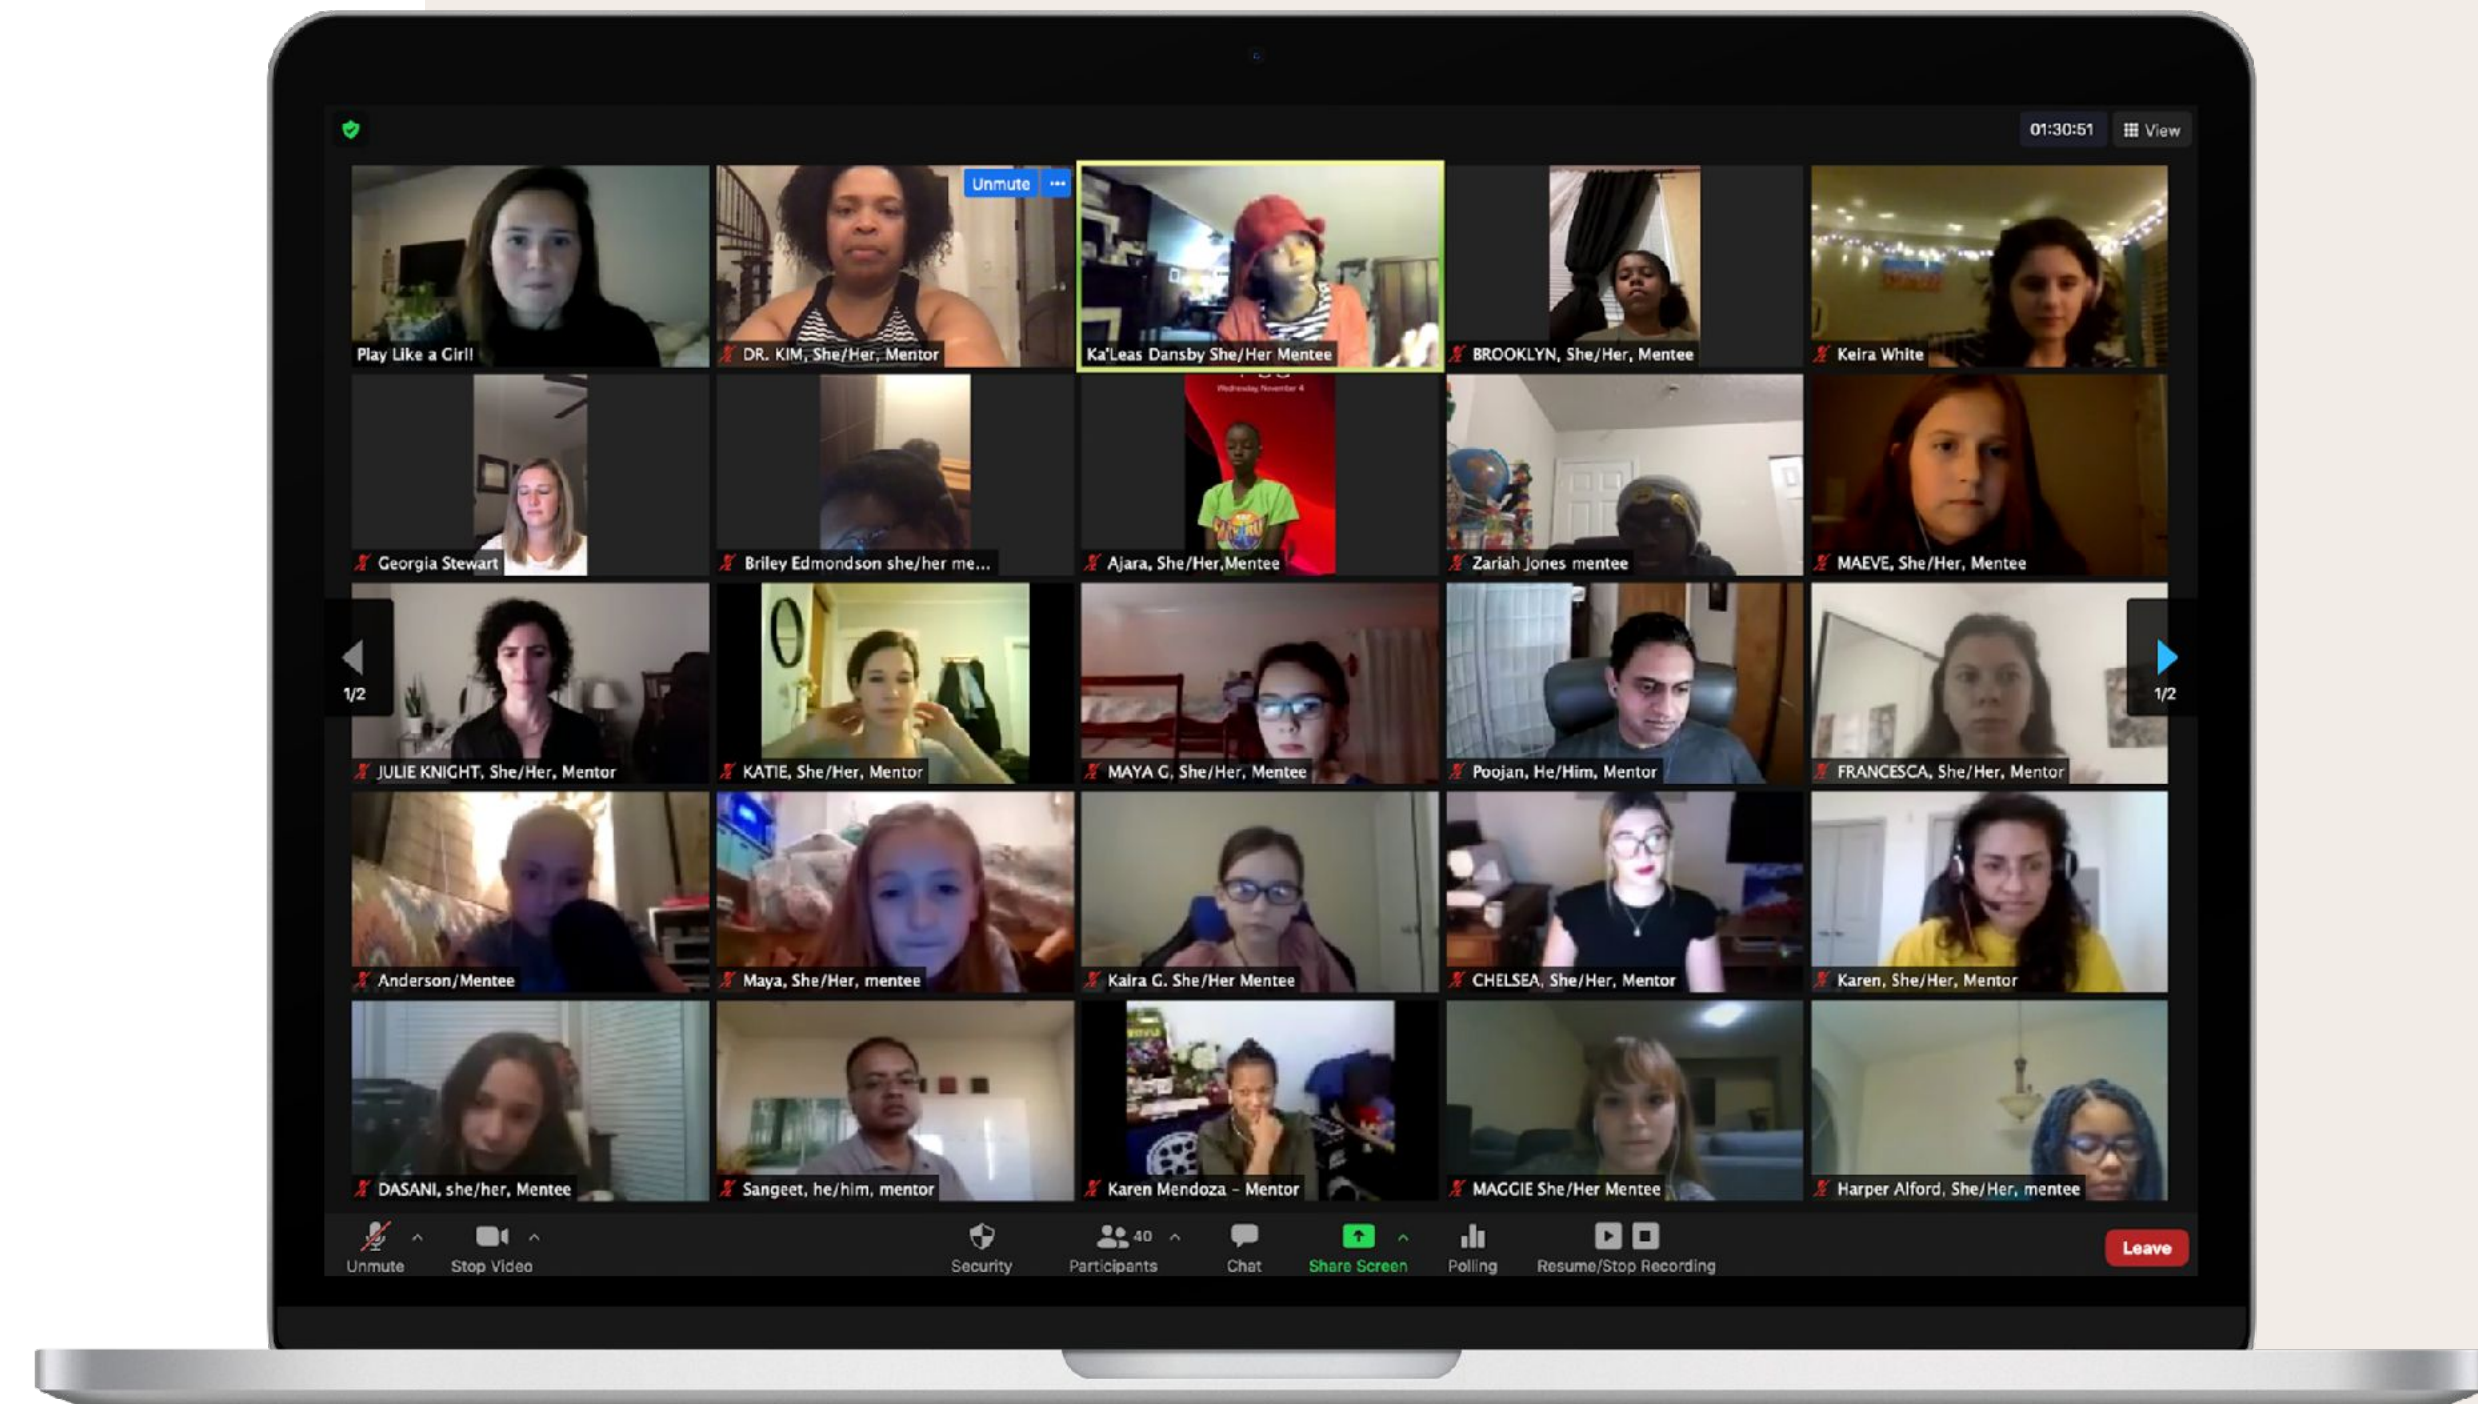 01:30:51 View
Play Like a Girl!
Unmute ...
DR. KIM, She/Her, Mentor
Ka'Leas Dansby She/Her Mentee
BROOKLYN, She/Her, Mentee
Keira White
Georgia Stewart
Briley Edmondson she/her me...
Wednesday, November 4
Ajara, She/Her,Mentee
Zariah Jones mentee
MAEVE, She/Her, Mentee
1/2
JULIE KNIGHT, She/Her, Mentor
KATIE, She/Her, Mentor
MAYA G, She/Her, Mentee
Poojan, He/Him, Mentor
FRANCESCA, She/Her, Mentor
1/2
Anderson/Mentee
Maya, She/Her, mentee
Kaira G. She/Her Mentee
CHELSEA, She/Her, Mentor
Karen, She/Her, Mentor
DASANI, she/her, Mentee
Sangeet, he/him, mentor
Karen Mendoza - Mentor
MAGGIE She/Her Mentee
Harper Alford, She/Her, mentee
Unmute
Stop Video
Security
40
Participants
Chat
Share Screen
Polling
Resume/Stop Recording
Leave